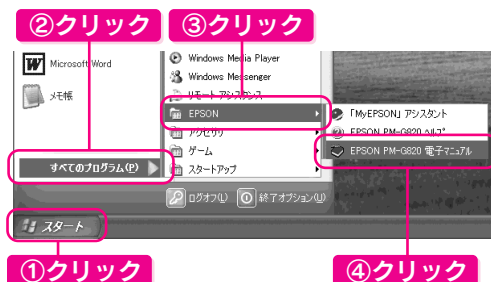 ②クリック
③クリック
Microsoft Word
メモ帳
すべてのプログラム(P)
Windows Media Player
Windows Messenger
リモート アシスタンス
EPSON
アクセサリ
ゲーム
スタートアップ
「MyEPSON」アシスタント
EPSON PM-G820 ヘルプ
EPSON PM-G820 電子マニュアル
ログオフ(L)
終了オプション(U)
スタート
①クリック
④クリック